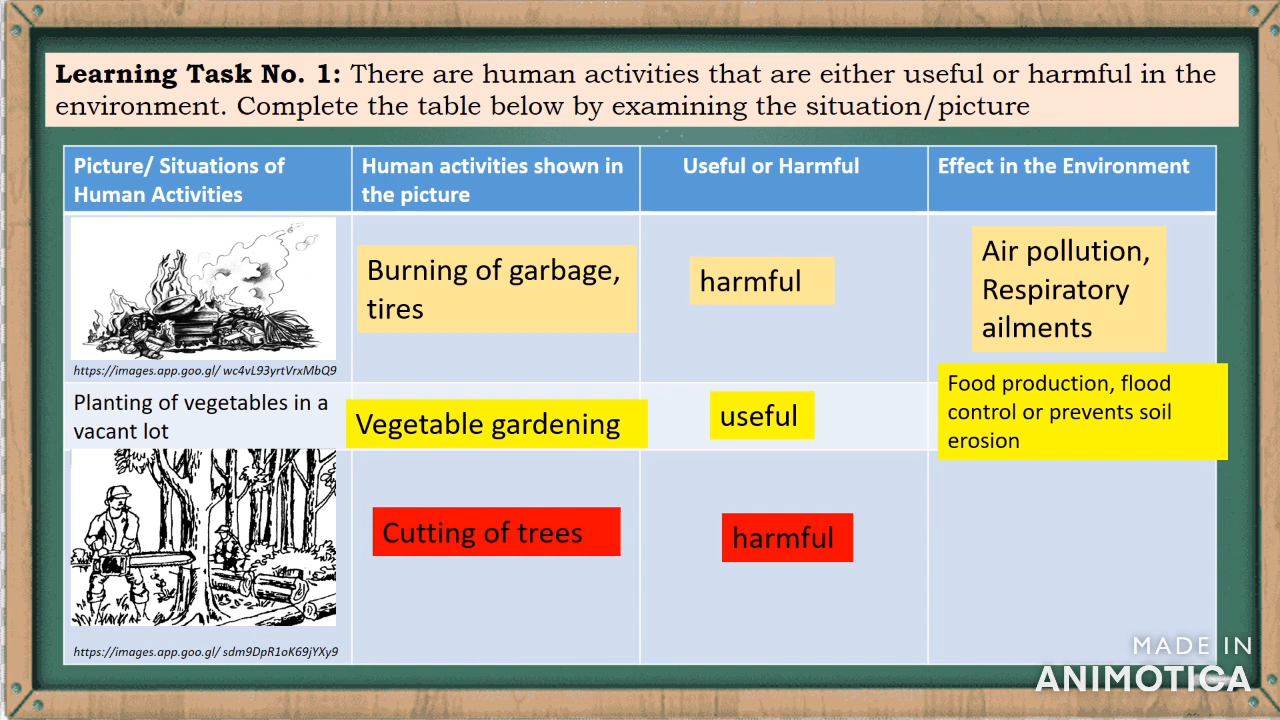 Learning Task No. 1: There are human activities that are either useful or harmful in the
environment. Complete the table below by examining the situation/picture
Picture/ Situations of
Human Activities
Human activities shown in
the picture
Useful or Harmful
Effect in the Environment
Burning of garbage,
tires
harmful
Air pollution,
Respiratory
ailments
https://images.app.goo.gl/ wc4vL93yrtVrxMbQ9
Planting of vegetables in a
vacant lot
Vegetable gardening
useful
Food production, flood
control or prevents soil
erosion
Cutting of trees
harmful
https://images.app.goo.gl/ sdm9DpR1oK69jYXy9
MADE IN
ANIMOTICA